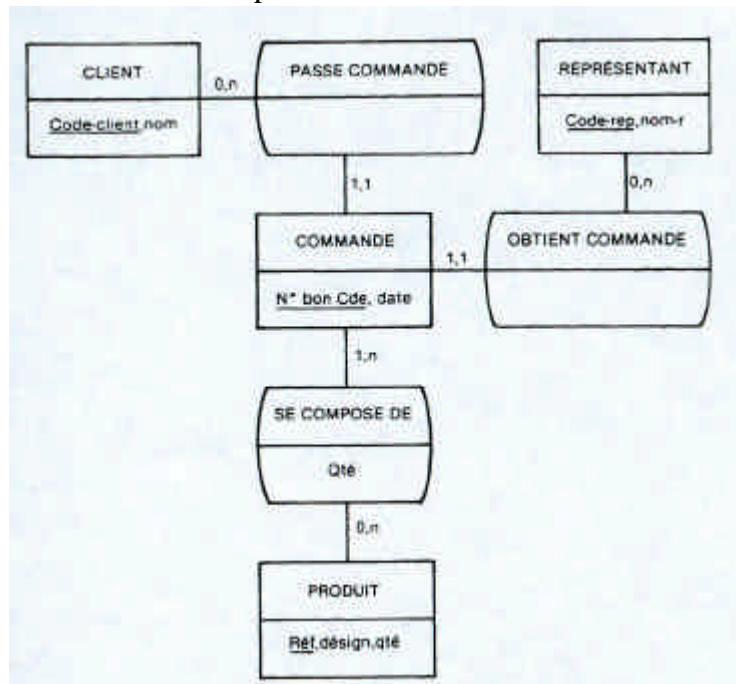 CLIENT
Code-client, nom
0,n
PASSE COMMANDE
REPRÉSENTANT
Code-rep, nom-r
1,1
0,n
COMMANDE
N° bon Cde, date
1,1
OBTIENT COMMANDE
1,n
SE COMPOSE DE
Qté
0,n
PRODUIT
Réf, désign, qté